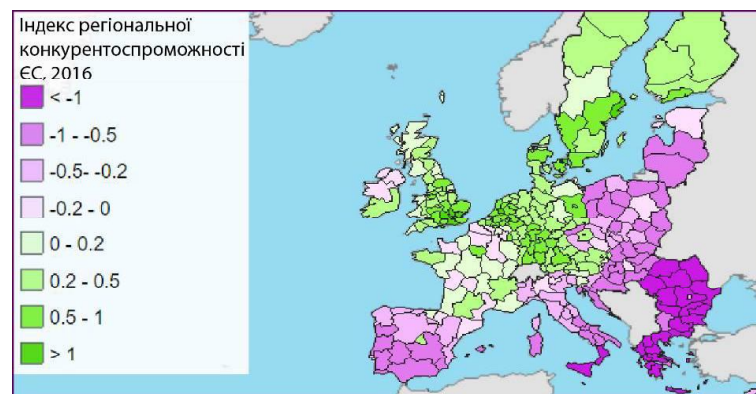 Індекс регіональної
конкурентоспроможності
ЄС, 2016
< -1
-1 - -0.5
-0.5- -0.2
-0.2 - 0
0 - 0.2
0.2 - 0.5
0.5 - 1
> 1